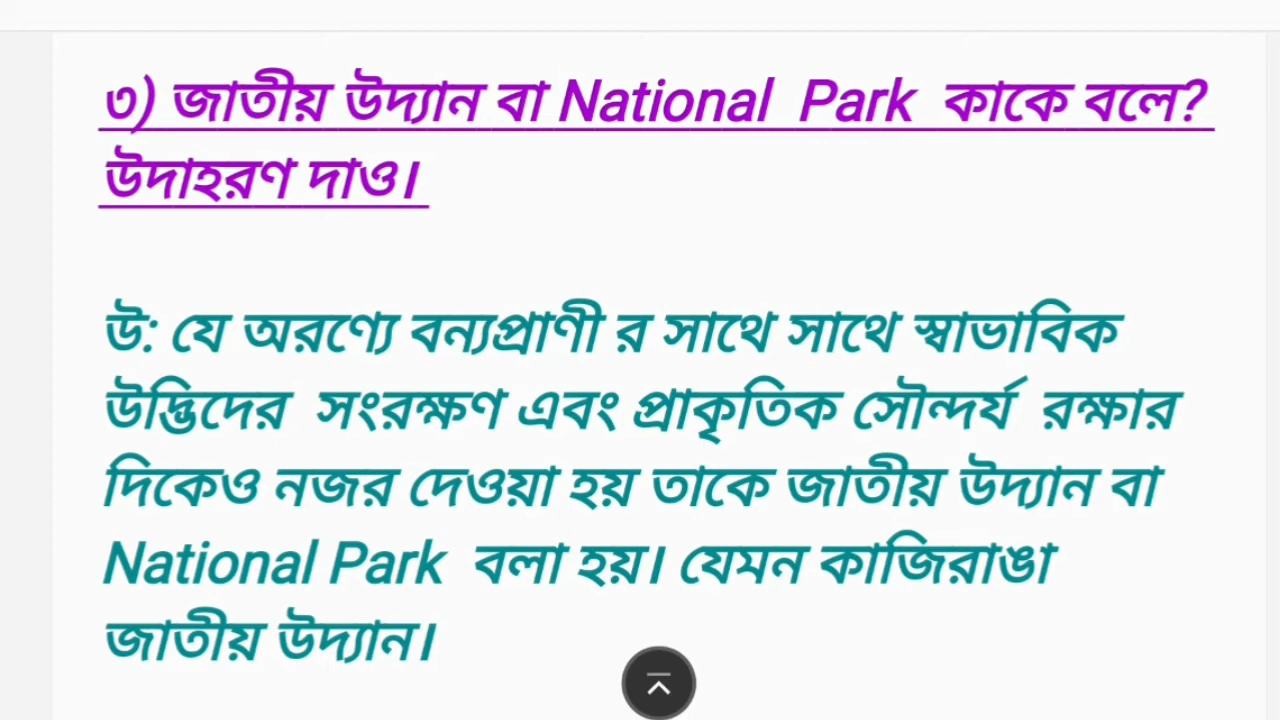 ৩) জাতীয় উদ্যান বা National Park কাকে বলে?
উদাহরণ দাও।
উ: যে অরণ্যে বন্যপ্রাণী র সাথে সাথে স্বাভাবিক
উদ্ভিদের সংরক্ষণ এবং প্রাকৃতিক সৌন্দর্য রক্ষার
দিকেও নজর দেওয়া হয় তাকে জাতীয় উদ্যান বা
National Park বলা হয়। যেমন কাজিরাঙা
জাতীয় উদ্যান।